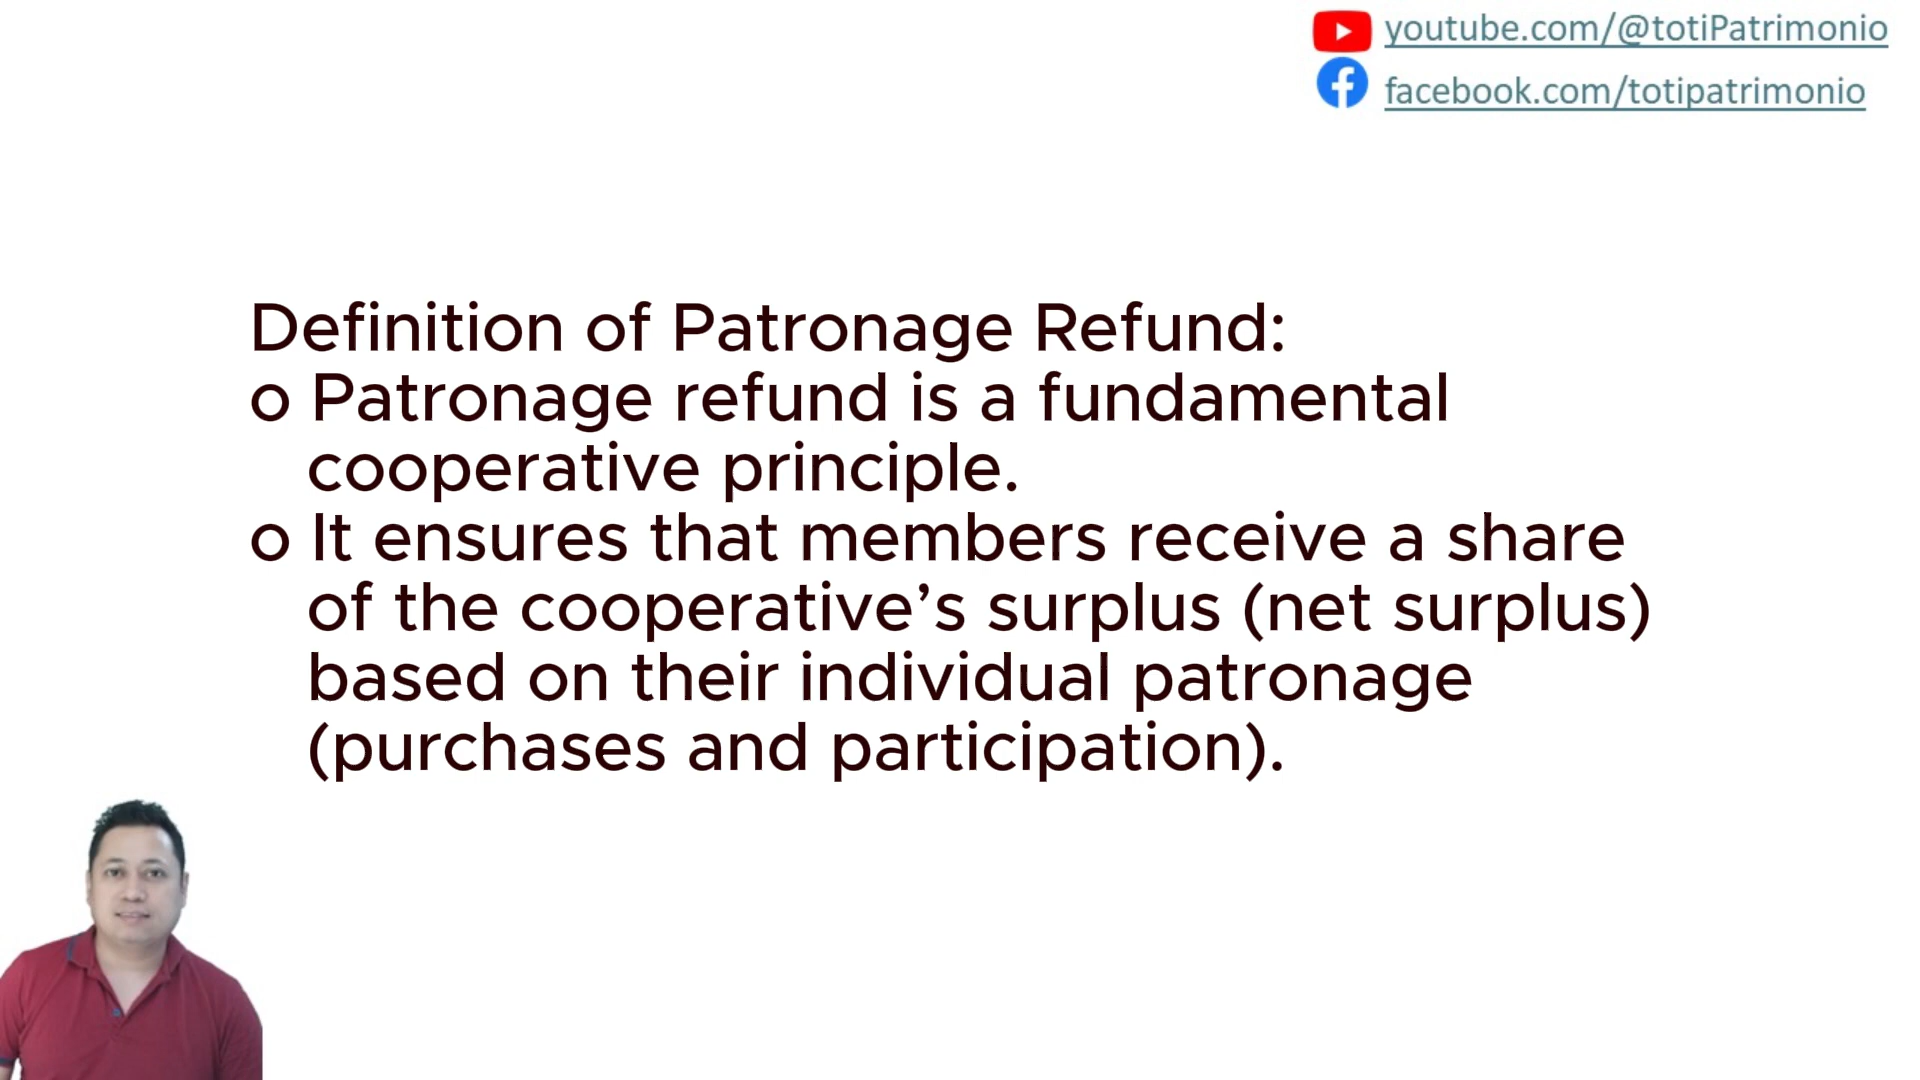 youtube.com/@totiPatrimonio
facebook.com/totipatrimonio
Definition of Patronage Refund:
o Patronage refund is a fundamental
cooperative principle.
o It ensures that members receive a share
of the cooperative’s surplus (net surplus)
based on their individual patronage
(purchases and participation).